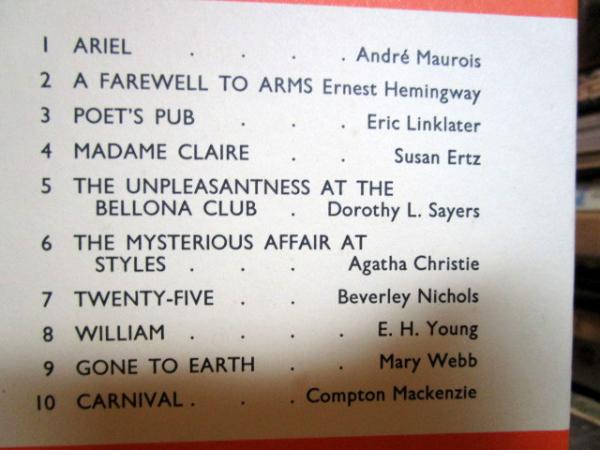 1 ARIEL . . . . André Maurois
2 A FAREWELL TO ARMS Ernest Hemingway
3 POET'S PUB . . . Eric Linklater
4 MADAME CLAIRE . . Susan Ertz
5 THE UNPLEASANTNESS AT THE
BELLONA CLUB . Dorothy L. Sayers
6 THE MYSTERIOUS AFFAIR AT
STYLES . . . Agatha Christie
7 TWENTY-FIVE . . Beverley Nichols
8 WILLIAM . . . . E. H. Young
9 GONE TO EARTH . . Mary Webb
10 CARNIVAL . . . Compton Mackenzie